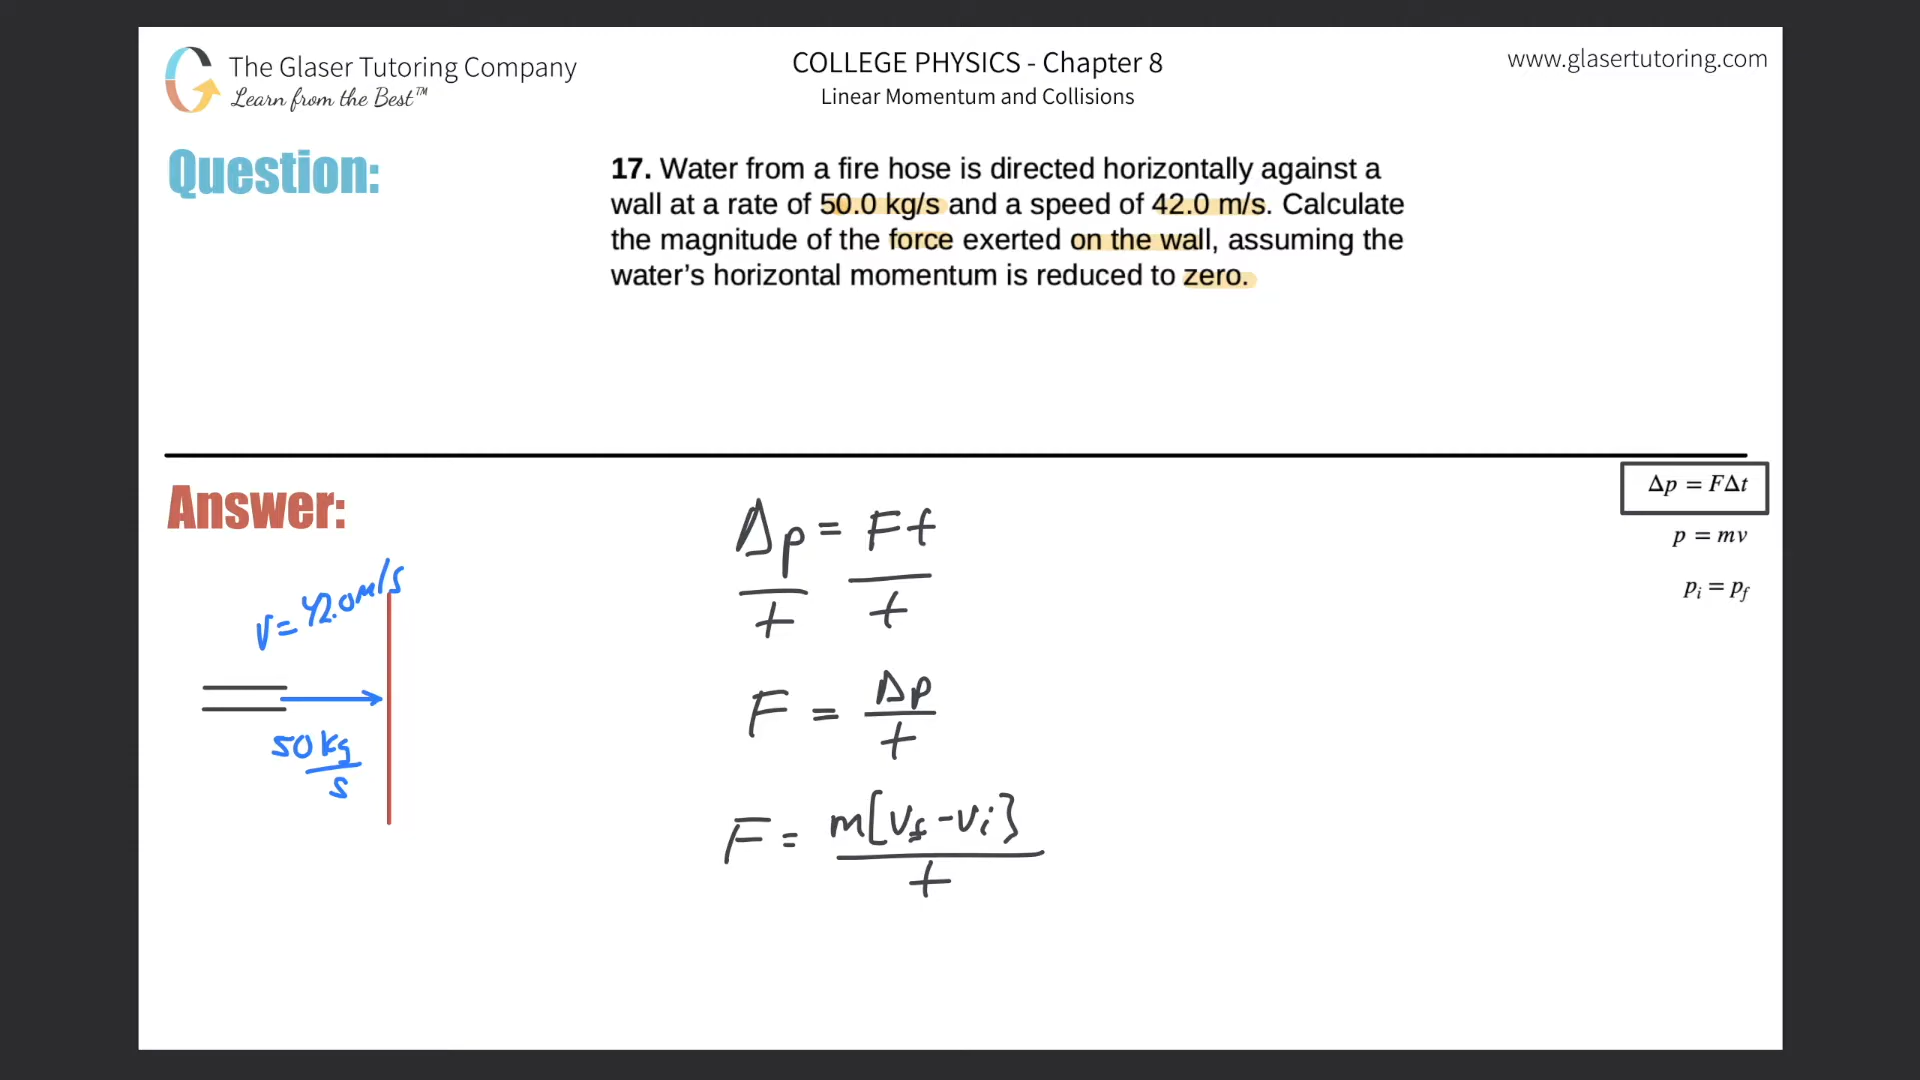 The Glaser Tutoring Company
Learn from the Best™
COLLEGE PHYSICS - Chapter 8
Linear Momentum and Collisions
www.glasertutoring.com
Question:
17. Water from a fire hose is directed horizontally against a
wall at a rate of 50.0 kg/s and a speed of 42.0 m/s. Calculate
the magnitude of the force exerted on the wall, assuming the
water's horizontal momentum is reduced to zero.
Answer:
Δp = FΔt
p = mv
pᵢ = p_f
v = 42.0 m/s
50 kg/s
Δp/t = Ft/t
F = Δp/t
F = m[v_f - vᵢ]/t